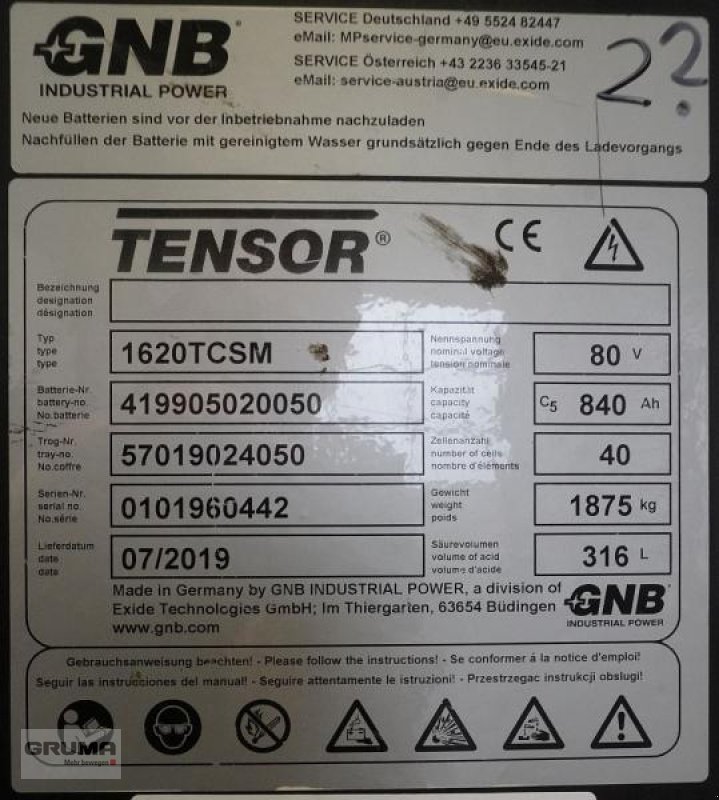 GNB
INDUSTRIAL POWER
SERVICE Deutschland +49 5524 82447
eMail: MPservice-germany@eu.exide.com
SERVICE Österreich +43 2236 33545-21
eMail: service-austria@eu.exide.com
2?
Neue Batterien sind vor der Inbetriebnahme nachzuladen
Nachfüllen der Batterie mit gereinigtem Wasser grundsätzlich gegen Ende des Ladevorgangs
TENSOR® CE
Bezeichnung
designation
désignation
Typ
type
type
1620TCSM
Nennspannung
nominal voltage
tension nominale
80 V
Batterie-Nr.
battery-no.
No.batterie
419905020050
Kapazität
capacity
capacité
C5 840 Ah
Trog-Nr.
tray-no.
No.coffre
57019024050
Zellenanzahl
number of cells
nombre d'éléments
40
Serien-Nr.
serial no.
No.série
0101960442
Gewicht
weight
poids
1875 kg
Lieferdatum
date
date
07/2019
Säurevolumen
volume of acid
volume d'acide
316 L
Made in Germany by GNB INDUSTRIAL POWER, a division of
Exide Technologies GmbH; Im Thiergarten, 63654 Büdingen
www.gnb.com
GNB
INDUSTRIAL POWER
Gebrauchsanweisung beachten! - Please follow the instructions! - Se conformer á la notice d'emploi!
Seguir las instrucciones del manual! - Seguire attentamente le istruzioni! - Przestrzegac instrukcji obslugi!
GRUMA
Mehr bewegen